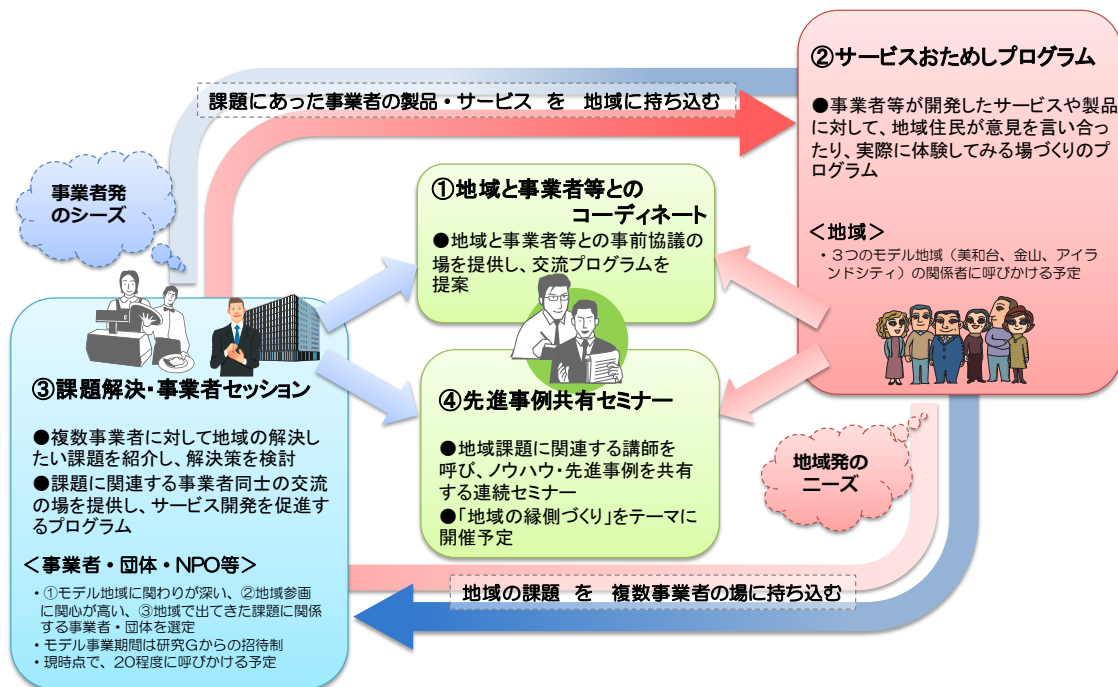 課題にあった事業者の製品・サービス を 地域に持ち込む
事業者発
のシーズ
①地域と事業者等との
コーディネート
●地域と事業者等との事前協議の
場を提供し、交流プログラムを
提案
②サービスおためしプログラム
●事業者等が開発したサービスや製品
に対して、地域住民が意見を言い合っ
たり、実際に体験してみる場づくりのプ
ログラム
<地域>
・3つのモデル地域（美和台、金山、アイラ
ンドシティ）の関係者に呼びかける予定
③課題解決・事業者セッション
●複数事業者に対して地域の解決し
たい課題を紹介し、解決策を検討
●課題に関連する事業者同士の交流
の場を提供し、サービス開発を促進す
るプログラム
<事業者・団体・NPO等>
・①モデル地域に関わりが深い、②地域参画
に関心が高い、③地域で出てきた課題に関係
する事業者・団体を選定
・モデル事業期間は研究Gからの招待制
・現時点で、20程度に呼びかける予定
④先進事例共有セミナー
●地域課題に関連する講師を
呼び、ノウハウ・先進事例を共有
する連続セミナー
●「地域の縁側づくり」をテーマに
開催予定
地域発の
ニーズ
地域の課題 を 複数事業者の場に持ち込む